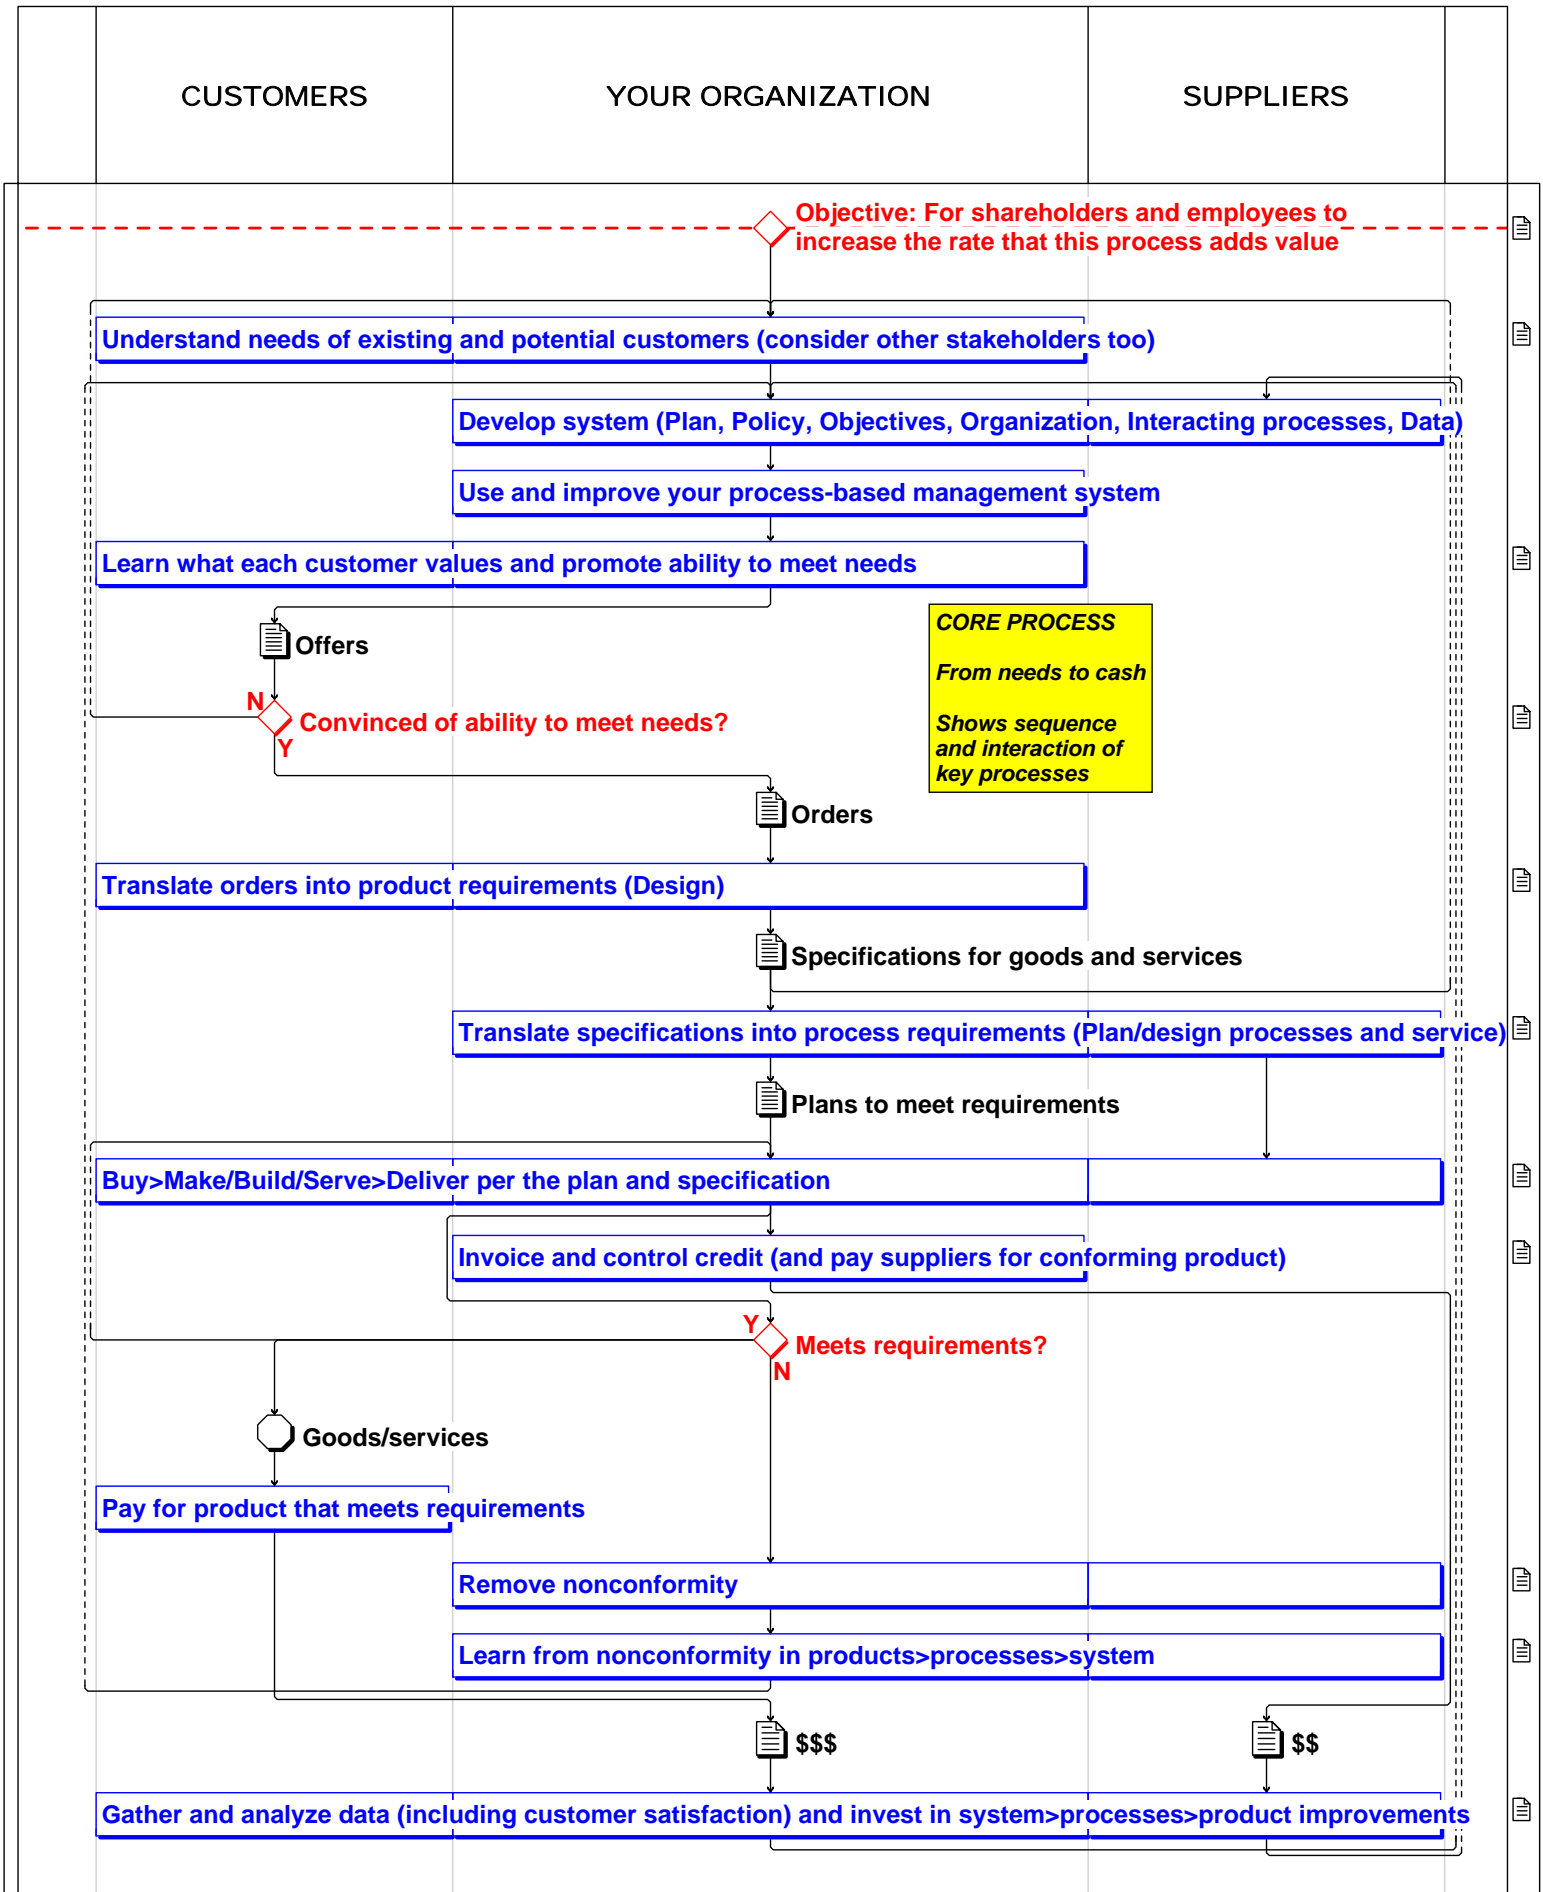 CUSTOMERS
YOUR ORGANIZATION
SUPPLIERS
Objective: For shareholders and employees to
increase the rate that this process adds value
Understand needs of existing and potential customers (consider other stakeholders too)
Develop system (Plan, Policy, Objectives, Organization, Interacting processes, Data)
Use and improve your process-based management system
Learn what each customer values and promote ability to meet needs
CORE PROCESS
From needs to cash
Shows sequence
and interaction of
key processes
Offers
N
Convinced of ability to meet needs?
Y
Orders
Translate orders into product requirements (Design)
Specifications for goods and services
Translate specifications into process requirements (Plan/design processes and service)
Plans to meet requirements
Buy>Make/Build/Serve>Deliver per the plan and specification
Invoice and control credit (and pay suppliers for conforming product)
Y
Meets requirements?
N
Goods/services
Pay for product that meets requirements
Remove nonconformity
Learn from nonconformity in products>processes>system
$$$
$$
Gather and analyze data (including customer satisfaction) and invest in system>processes>product improvements